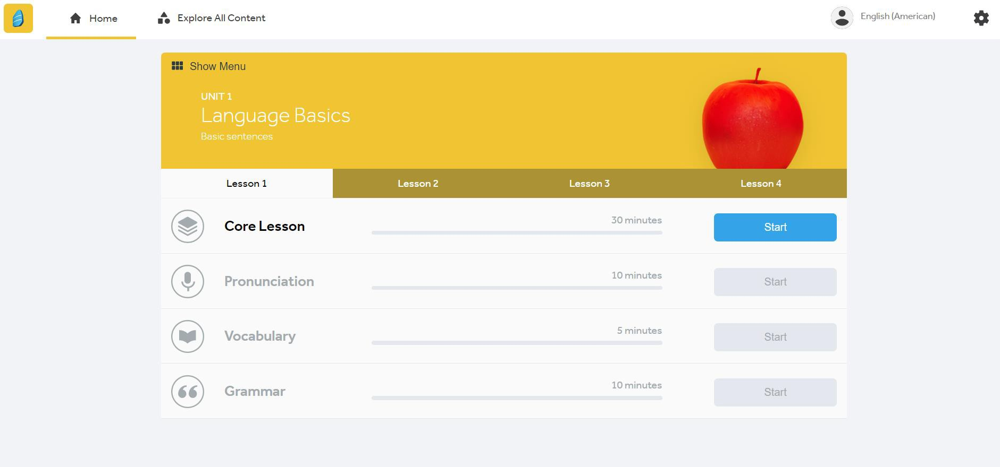 Home
Explore All Content
English (American)
Show Menu
UNIT 1
Language Basics
Basic sentences
Lesson 1
Lesson 2
Lesson 3
Lesson 4
Core Lesson
30 minutes
Start
Pronunciation
10 minutes
Start
Vocabulary
5 minutes
Start
Grammar
10 minutes
Start